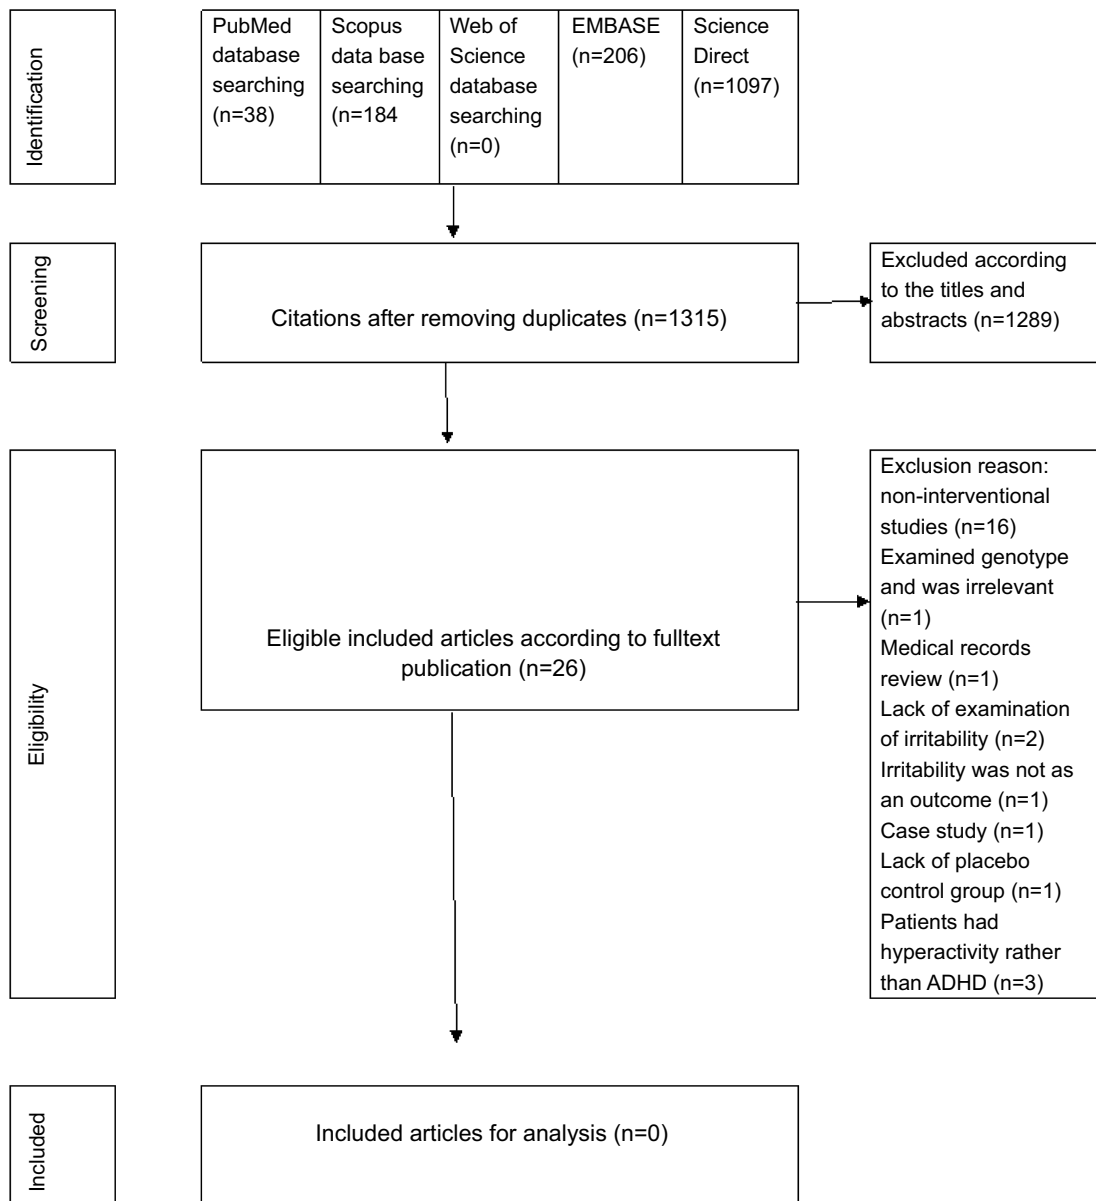 Identification
PubMed
database
searching
(n=38)
Scopus
data base
searching
(n=184
Web of
Science
database
searching
(n=0)
EMBASE
(n=206)
Science
Direct
(n=1097)
Screening
Citations after removing duplicates (n=1315)
Excluded according
to the titles and
abstracts (n=1289)
Eligibility
Eligible included articles according to fulltext
publication (n=26)
Exclusion reason:
non-interventional
studies (n=16)
Examined genotype
and was irrelevant
(n=1)
Medical records
review (n=1)
Lack of examination
of irritability (n=2)
Irritability was not as
an outcome (n=1)
Case study (n=1)
Lack of placebo
control group (n=1)
Patients had
hyperactivity rather
than ADHD (n=3)
Included
Included articles for analysis (n=0)